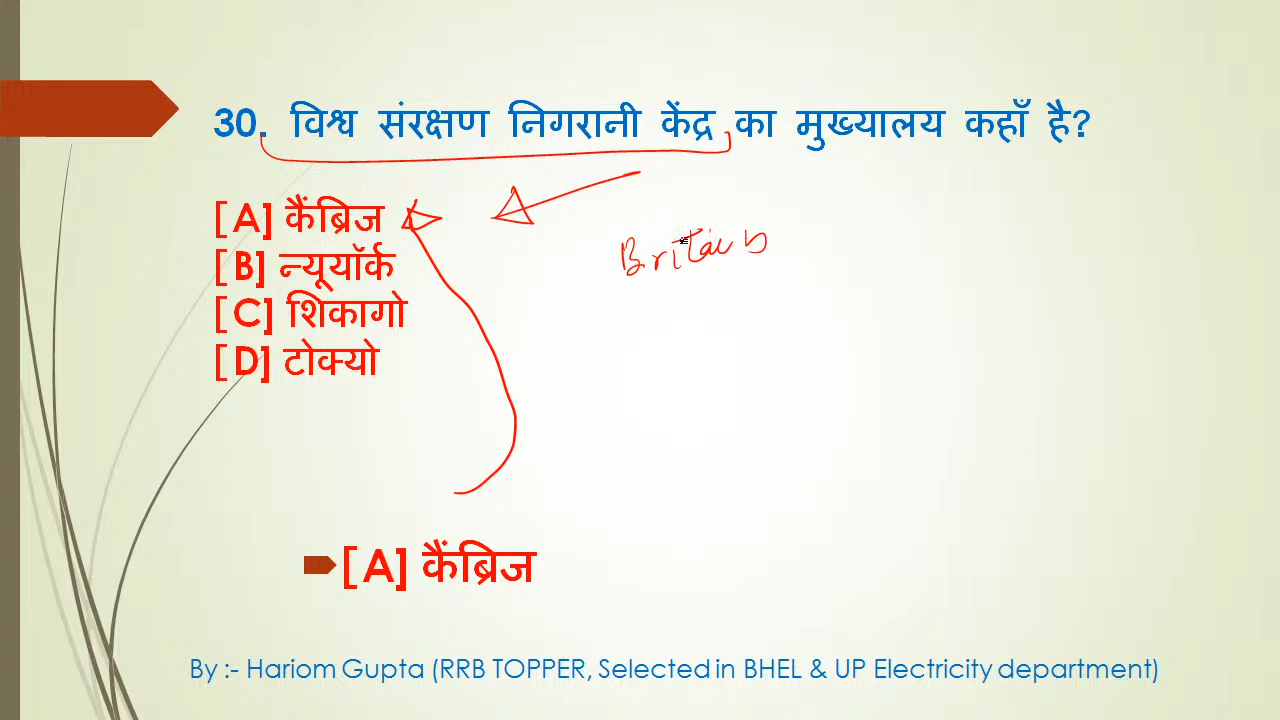 30. विश्व संरक्षण निगरानी केंद्र का मुख्यालय कहाँ है?
[A] कैंब्रिज
Britain
[B] न्यूयॉर्क
[C] शिकागो
[D] टोक्यो
[A] कैंब्रिज
By :- Hariom Gupta (RRB TOPPER, Selected in BHEL & UP Electricity department)